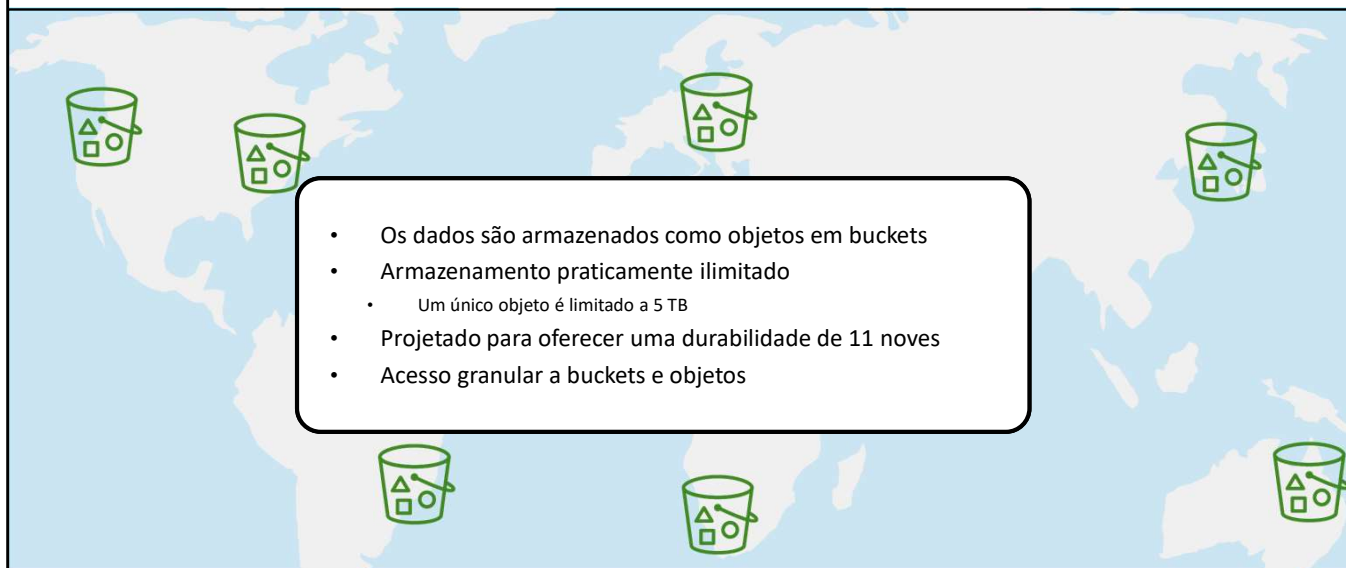 • Os dados são armazenados como objetos em buckets
• Armazenamento praticamente ilimitado
• Um único objeto é limitado a 5 TB
• Projetado para oferecer uma durabilidade de 11 noves
• Acesso granular a buckets e objetos